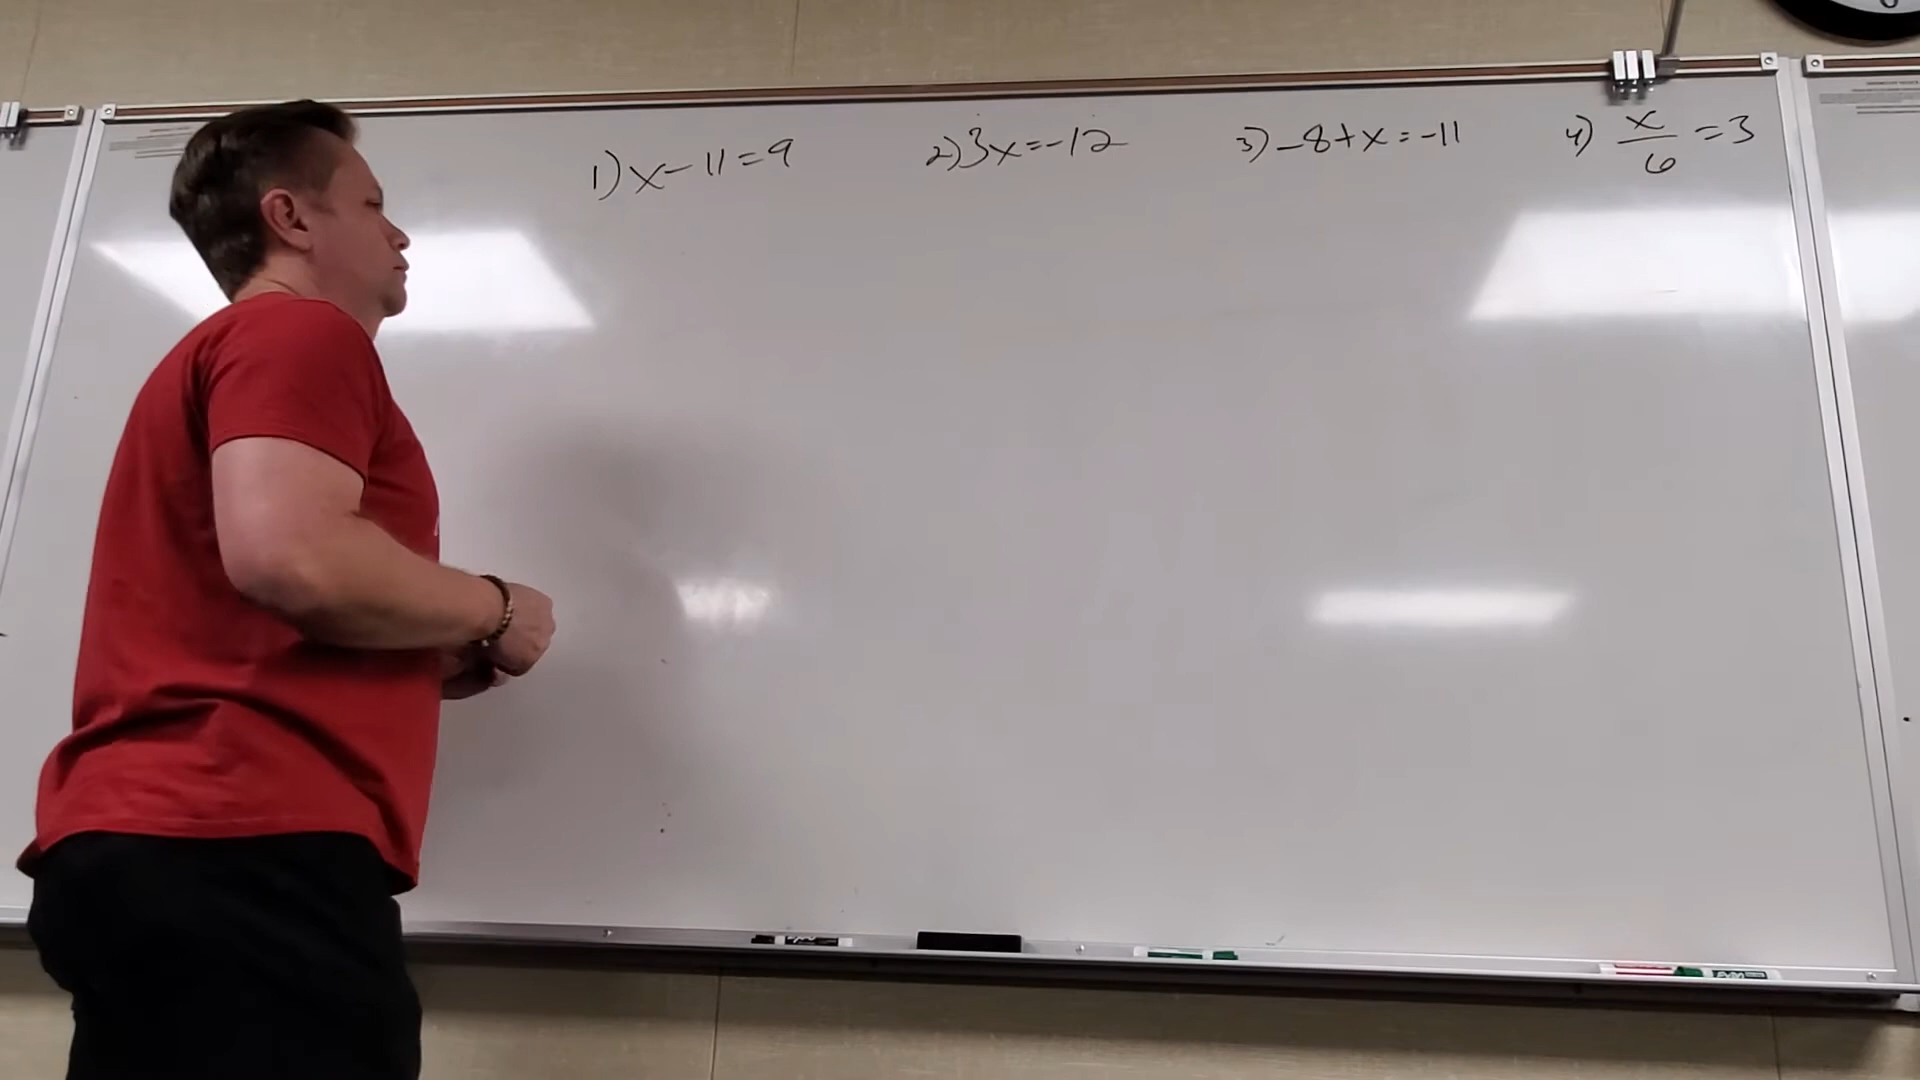 1) x - 11 = 9
2) 3x = -12
3) -8 + x = -11
4) x/6 = 3